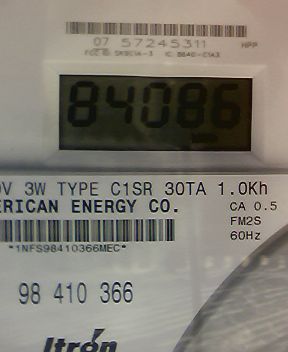 07 57245311 HPP
84086
V 3W TYPE C1SR 30TA 1.0Kh
ERICAN ENERGY CO. CA 0.5
FM2S
60Hz
*1NFS98410366MEC*
98 410 366
Itron